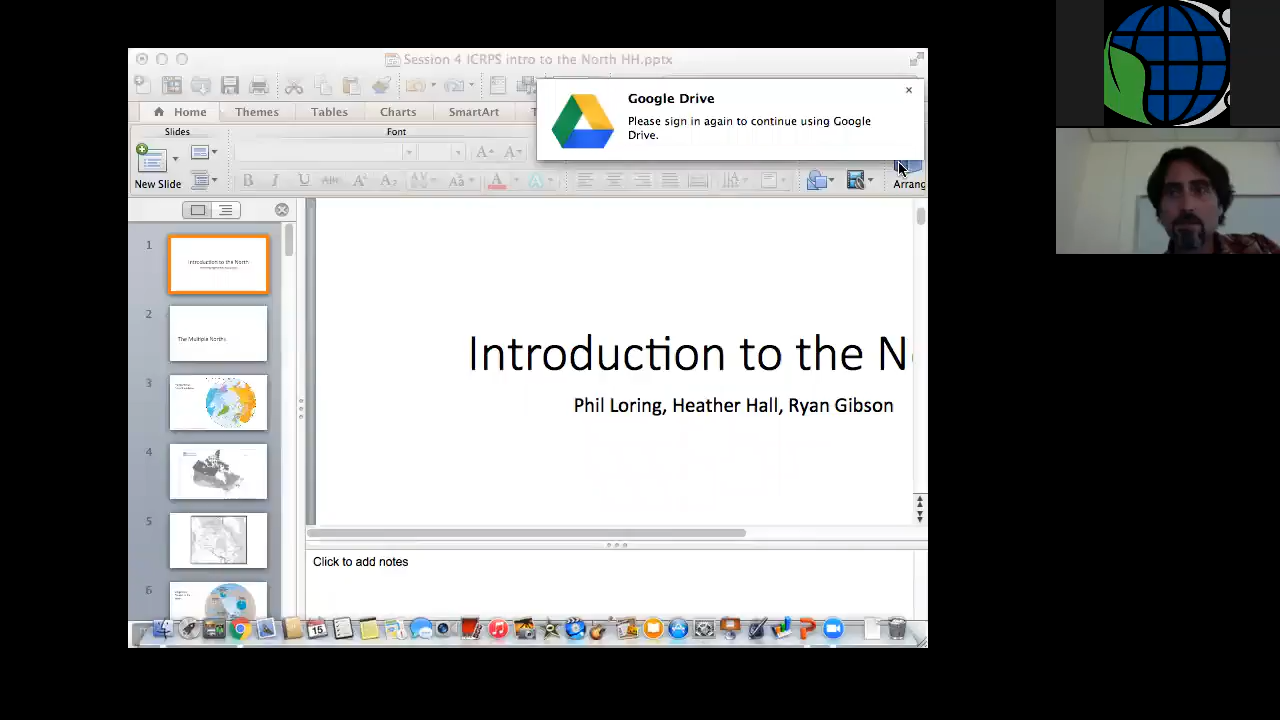 Session 4 ICRPS intro to the North HH.pptx
Google Drive
Please sign in again to continue using Google
Drive.
Home
Themes
Tables
Charts
SmartArt
Slides
Font
New Slide
Arrang
1
Introduction to the North
2
The Multiple Norths
3
4
5
6
Introduction to the N
Phil Loring, Heather Hall, Ryan Gibson
Click to add notes
15